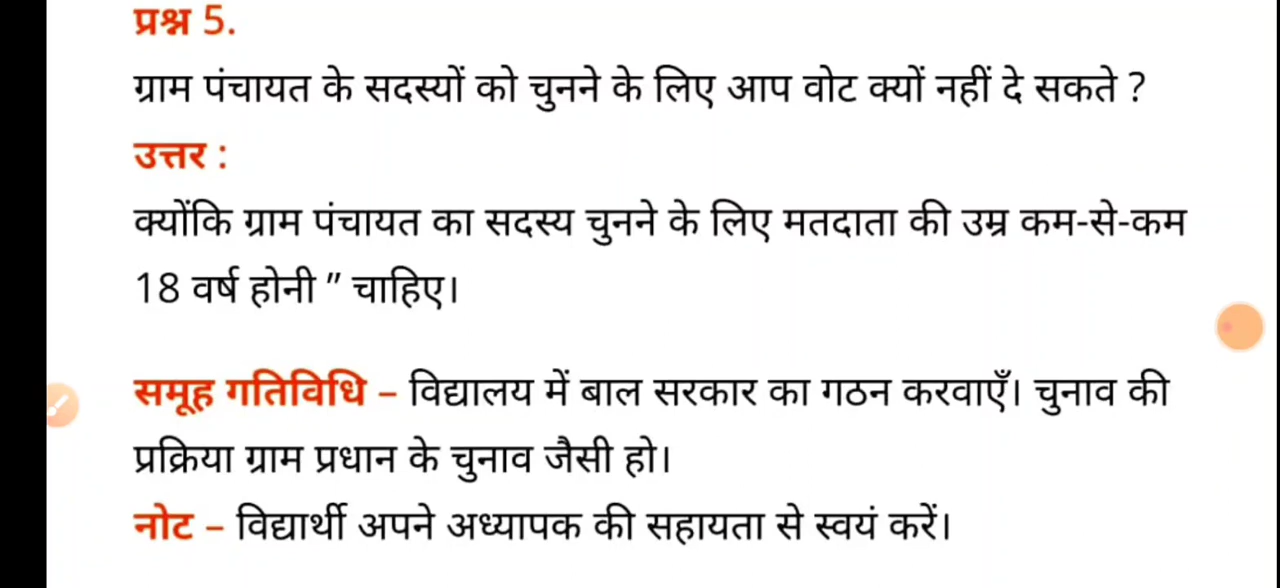 प्रश्न 5.
ग्राम पंचायत के सदस्यों को चुनने के लिए आप वोट क्यों नहीं दे सकते ?
उत्तर :
क्योंकि ग्राम पंचायत का सदस्य चुनने के लिए मतदाता की उम्र कम-से-कम
18 वर्ष होनी ” चाहिए।
समूह गतिविधि – विद्यालय में बाल सरकार का गठन करवाएँ। चुनाव की
प्रक्रिया ग्राम प्रधान के चुनाव जैसी हो।
नोट – विद्यार्थी अपने अध्यापक की सहायता से स्वयं करें।